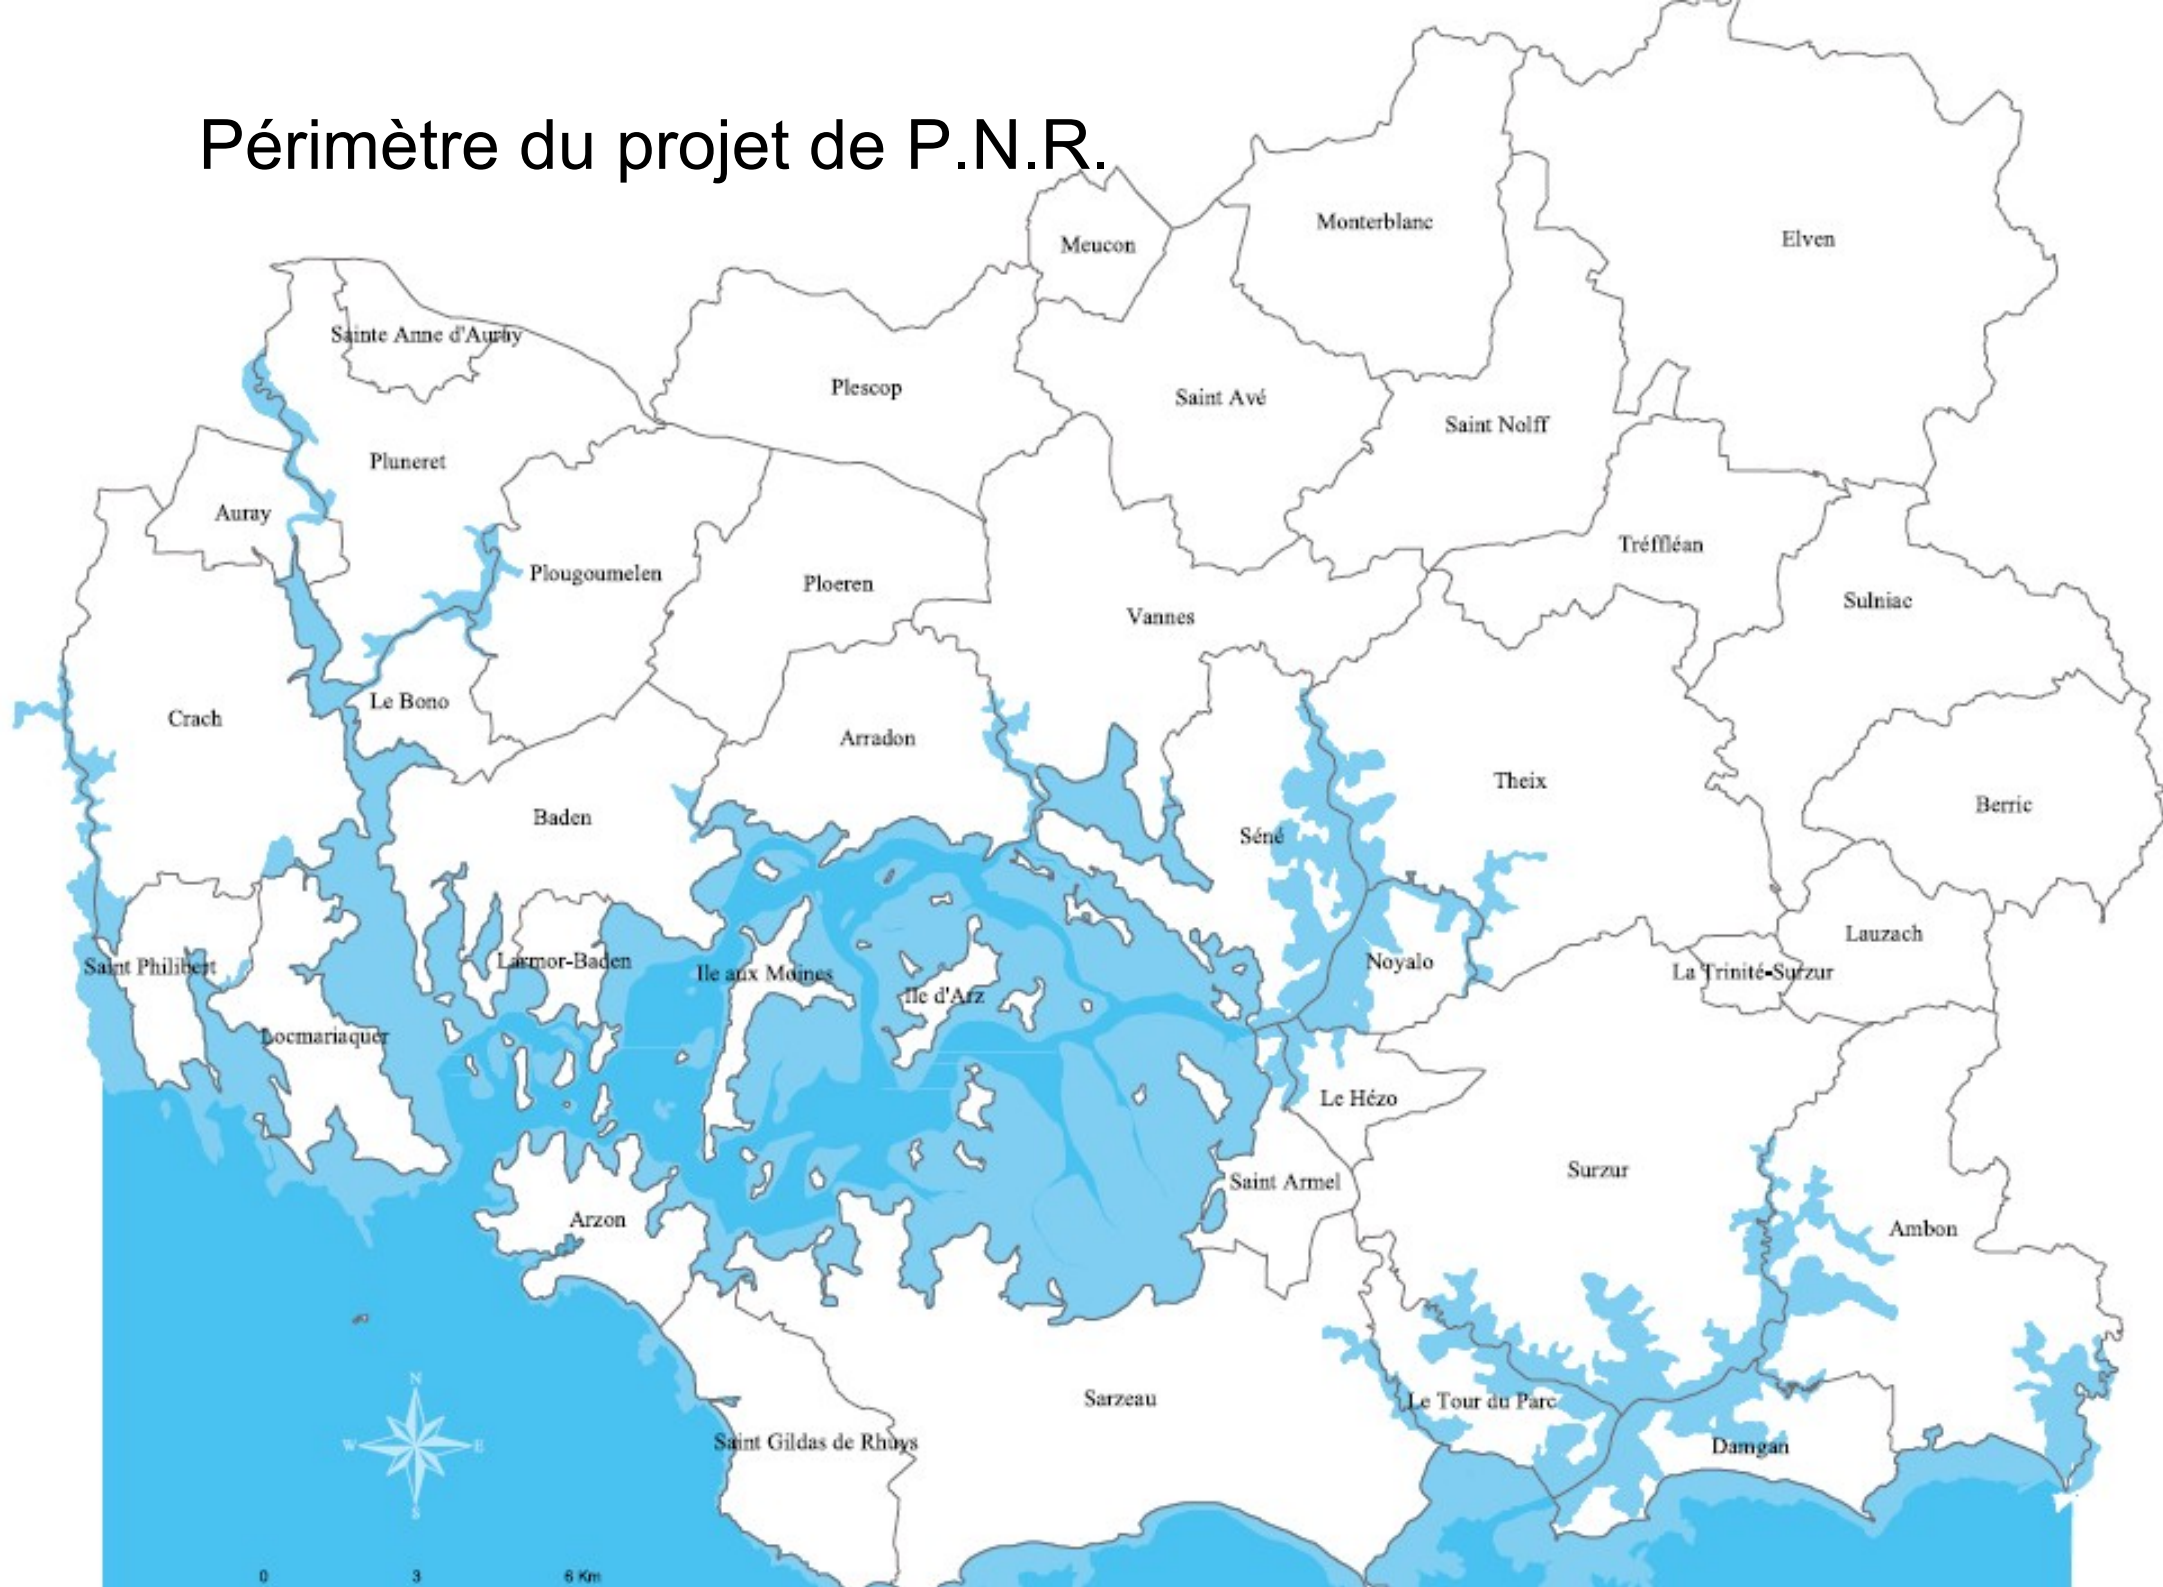 Périmètre du projet de P.N.R.
Monterblanc
Elven
Meucon
Sainte Anne d'Auray
Plescop
Saint Avé
Saint Nolff
Pluneret
Auray
Tréffléan
Plougoumelen
Ploeren
Sulniac
Vannes
Le Bono
Crach
Arradon
Theix
Berric
Baden
Séné
Lauzach
Saint Philibert
Larmor-Baden
Ile aux Moines
Noyalo
La Trinité-Surzur
Ile d'Arz
Locmariaquer
Le Hézo
Surzur
Saint Armel
Arzon
Ambon
N
W
E
S
Sarzeau
Le Tour du Parc
Saint Gildas de Rhuys
Damgan
0 3 6 Km